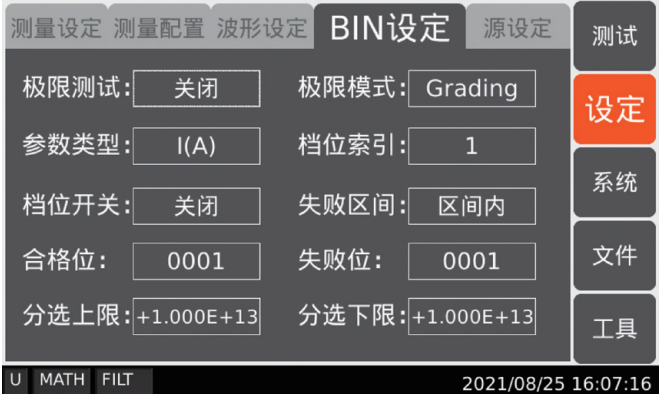 测量设定 测量配置 波形设定 BIN设定 源设定
测试
极限测试: 关闭 极限模式: Grading
设定
参数类型: I(A) 档位索引: 1
系统
档位开关: 关闭 失败区间: 区间内
合格位: 0001 失败位: 0001
文件
分选上限: +1.000E+13 分选下限: +1.000E+13
工具
U MATH FILT 2021/08/25 16:07:16